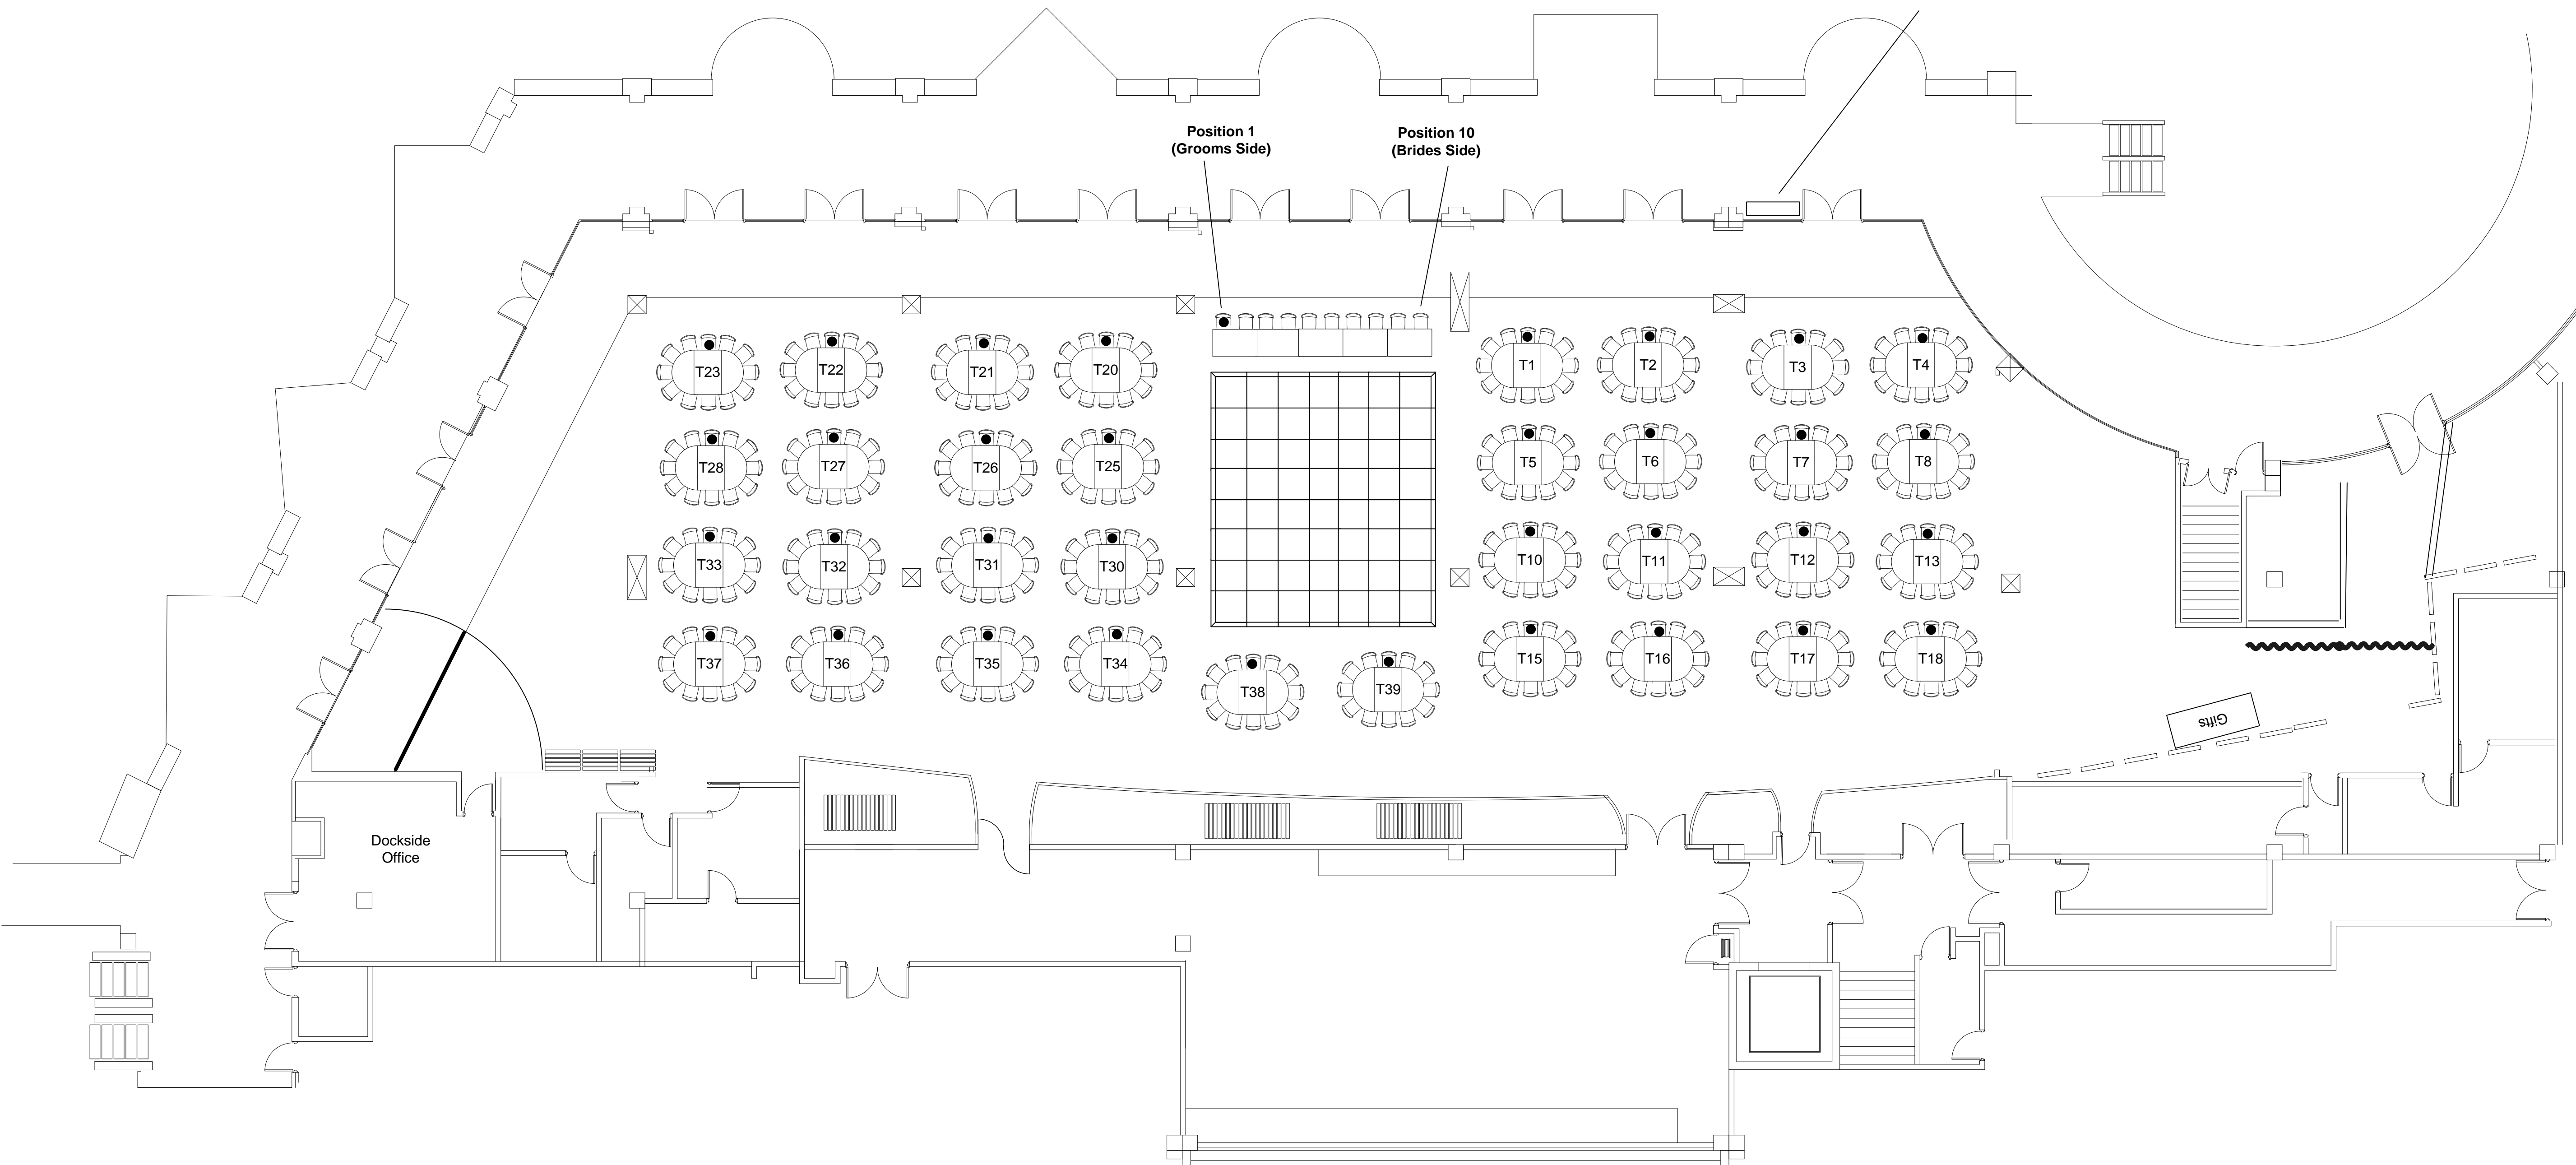 Position 1
(Grooms Side)
Position 10
(Brides Side)
T23
T22
T21
T20
T1
T2
T3
T4
T28
T27
T26
T25
T5
T6
T7
T8
T33
T32
T31
T30
T10
T11
T12
T13
T37
T36
T35
T34
T38
T39
T15
T16
T17
T18
Gifts
Dockside
Office